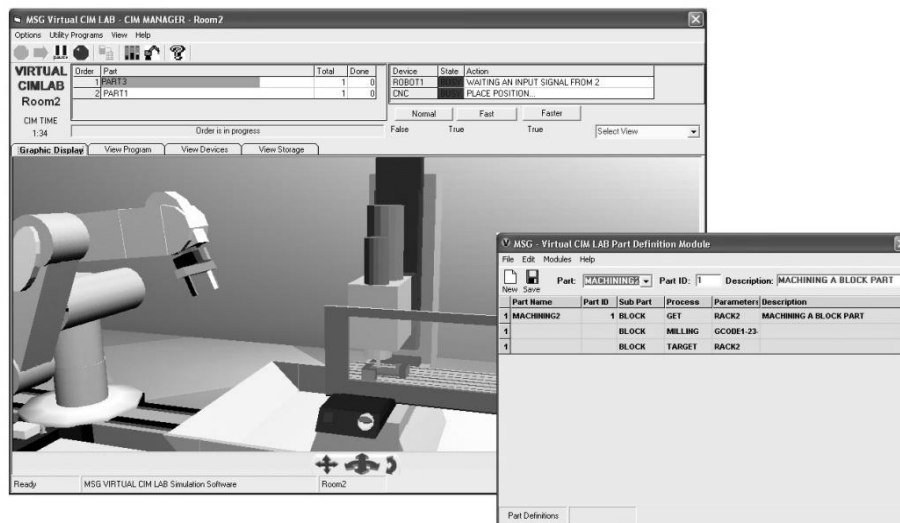 MSG Virtual CIM LAB - CIM MANAGER - Room2
Options Utility Programs View Help
VIRTUAL CIMLAB Room2
CIM TIME
1:34
Order Part Total Done
1 PART3 1 0
2 PART1 1 0
Order is in progress
Device State Action
ROBOT1 BUSY WAITING AN INPUT SIGNAL FROM 2
CNC BUSY PLACE POSITION...
Normal Fast Faster
False True True Select View
Graphic Display View Program View Devices View Storage
MSG - Virtual CIM LAB Part Definition Module
File Edit Modules Help
New Save Part: MACHINING2 Part ID: 1 Description: MACHINING A BLOCK PART
Part Name Part ID Sub Part Process Parameters Description
1 MACHINING2 1 BLOCK GET RACK2 MACHINING A BLOCK PART
1 BLOCK MILLING GCODE1-23-
1 BLOCK TARGET RACK2
Part Definitions
Ready MSG VIRTUAL CIM LAB Simulation Software Room2